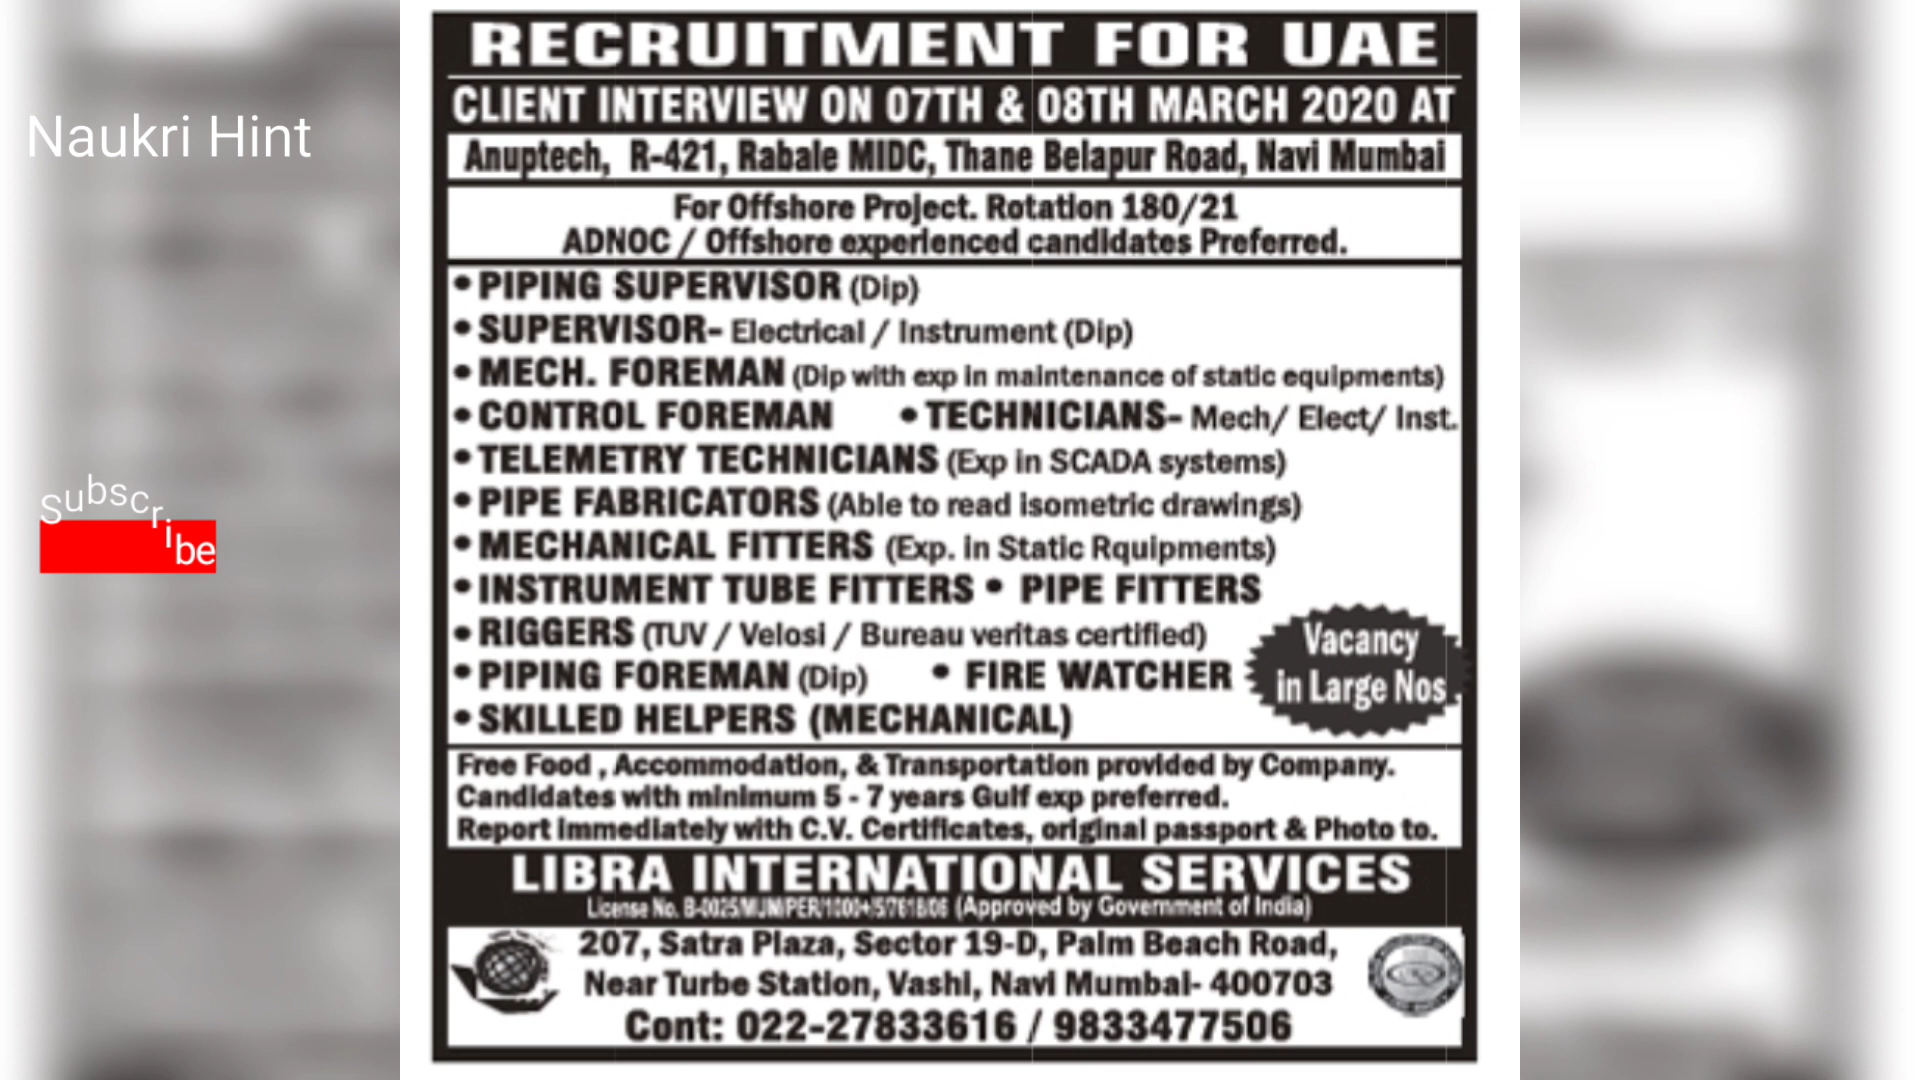 Naukri Hint
Subscribe
RECRUITMENT FOR UAE
CLIENT INTERVIEW ON 07TH & 08TH MARCH 2020 AT
Anuptech, R-421, Rabale MIDC, Thane Belapur Road, Navi Mumbai
For Offshore Project. Rotation 180/21
ADNOC / Offshore experienced candidates Preferred.
• PIPING SUPERVISOR (Dip)
• SUPERVISOR- Electrical / Instrument (Dip)
• MECH. FOREMAN (Dip with exp in maintenance of static equipments)
• CONTROL FOREMAN • TECHNICIANS- Mech/ Elect/ Inst.
• TELEMETRY TECHNICIANS (Exp in SCADA systems)
• PIPE FABRICATORS (Able to read isometric drawings)
• MECHANICAL FITTERS (Exp. in Static Rquipments)
• INSTRUMENT TUBE FITTERS • PIPE FITTERS
• RIGGERS (TUV / Velosi / Bureau veritas certified)
• PIPING FOREMAN (Dip) • FIRE WATCHER
• SKILLED HELPERS (MECHANICAL)
Vacancy
in Large Nos.
Free Food , Accommodation, & Transportation provided by Company.
Candidates with minimum 5 - 7 years Gulf exp preferred.
Report immediately with C.V. Certificates, original passport & Photo to.
LIBRA INTERNATIONAL SERVICES
License No. (Approved by Government of India)
207, Satra Plaza, Sector 19-D, Palm Beach Road,
Near Turbe Station, Vashi, Navi Mumbai- 400703
Cont: 022-27833616 / 9833477506